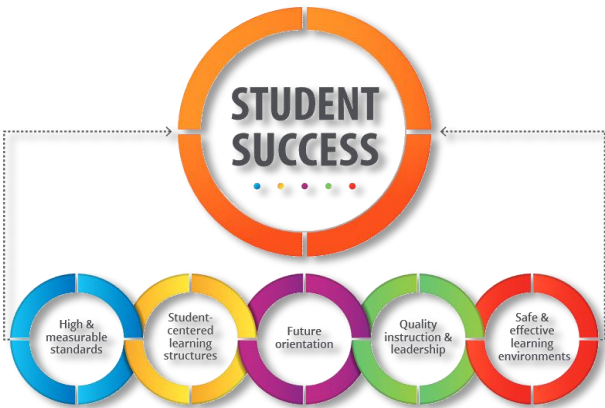 STUDENT
SUCCESS
High &
measurable
standards
Student-
centered
learning
structures
Future
orientation
Quality
instruction &
leadership
Safe &
effective
learning
environments